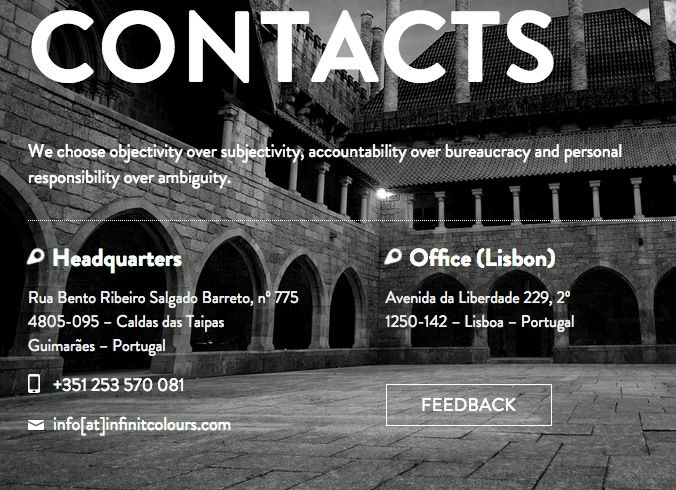 CONTACTS
We choose objectivity over subjectivity, accountability over bureaucracy and personal
responsibility over ambiguity.
Headquarters
Rua Bento Ribeiro Salgado Barreto, nº 775
4805-095 – Caldas das Taipas
Guimarães – Portugal
+351 253 570 081
info[at]infinitcolours.com
Office (Lisbon)
Avenida da Liberdade 229, 2º
1250-142 – Lisboa – Portugal
FEEDBACK